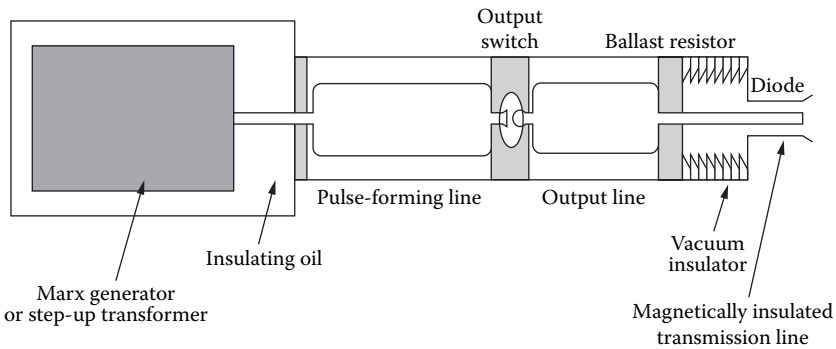 Output
switch
Ballast resistor
Diode
Pulse-forming line
Output line
Insulating oil
Vacuum
insulator
Marx generator
or step-up transformer
Magnetically insulated
transmission line